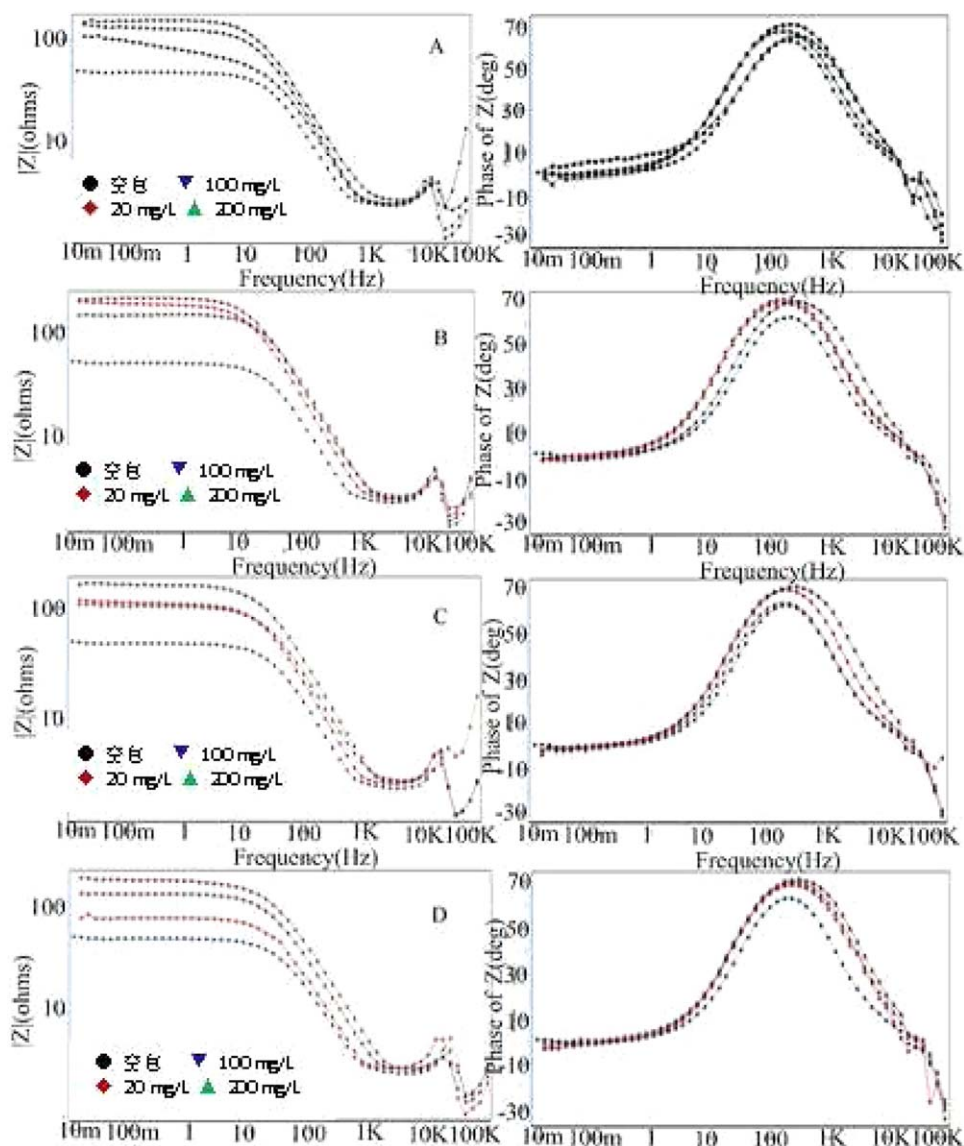 |Z|(ohms)
100
10
A
● 空白 ▼ 100 mg/L
◆ 20 mg/L ▲ 200 mg/L
10m 100m 1 10 100 1K 10K 100K
Frequency(Hz)
Phase of Z(deg)
70
50
30
10
-10
-30
10m 100m 1 10 100 1K 10K 100K
Frequency(Hz)
|Z|(ohms)
100
10
B
● 空白 ▼ 100 mg/L
◆ 20 mg/L ▲ 200 mg/L
10m 100m 1 10 100 1K 10K 100K
Frequency(Hz)
Phase of Z(deg)
70
50
30
10
-10
-30
10m 100m 1 10 100 1K 10K 100K
Frequency(Hz)
|Z|(ohms)
100
10
C
● 空白 ▼ 100 mg/L
◆ 20 mg/L ▲ 200 mg/L
10m 100m 1 10 100 1K 10K 100K
Frequency(Hz)
Phase of Z(deg)
70
50
30
10
-10
-30
10m 100m 1 10 100 1K 10K 100K
Frequency(Hz)
|Z|(ohms)
100
10
D
● 空白 ▼ 100 mg/L
◆ 20 mg/L ▲ 200 mg/L
10m 100m 1 10 100 1K 10K 100K
Phase of Z(deg)
70
50
30
10
-10
-30
10m 100m 1 10 100 1K 10K 100K